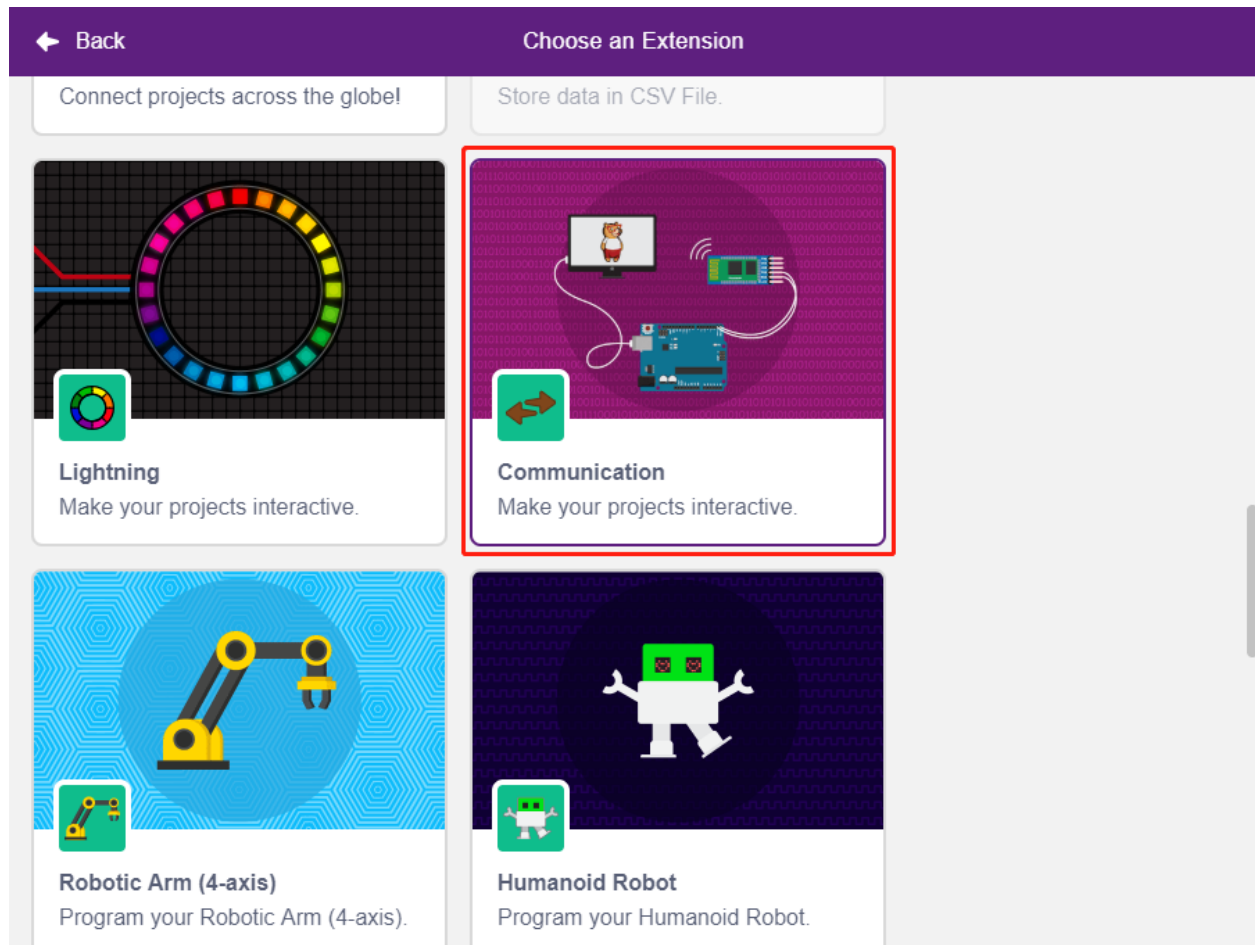 Back
Choose an Extension
Connect projects across the globe!
Store data in CSV File.
Lightning
Make your projects interactive.
Communication
Make your projects interactive.
Robotic Arm (4-axis)
Program your Robotic Arm (4-axis).
Humanoid Robot
Program your Humanoid Robot.